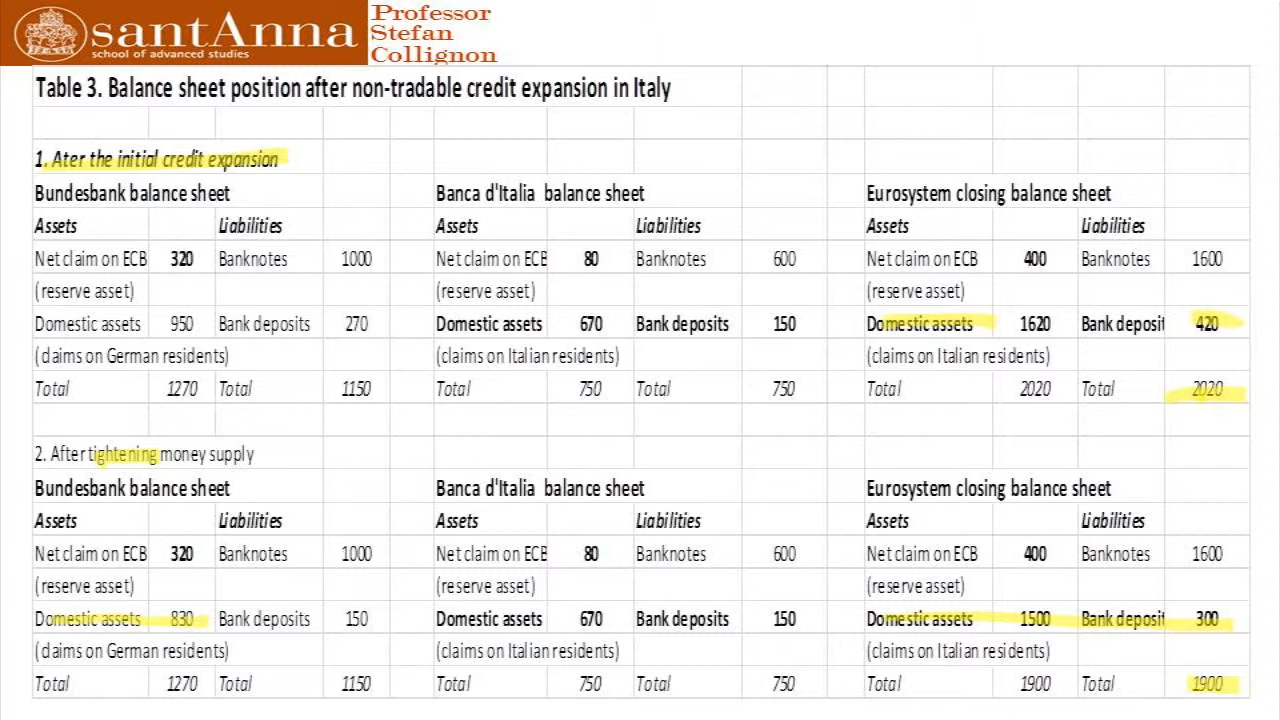 santAnna
school of advanced studies
Professor
Stefan
Collignon
Table 3. Balance sheet position after non-tradable credit expansion in Italy
1. Ater the initial credit expansion
Bundesbank balance sheet Banca d'Italia balance sheet Eurosystem closing balance sheet
Assets Liabilities Assets Liabilities Assets Liabilities
Net claim on ECB 320 Banknotes 1000 Net claim on ECB 80 Banknotes 600 Net claim on ECB 400 Banknotes 1600
(reserve asset) (reserve asset) (reserve asset)
Domestic assets 950 Bank deposits 270 Domestic assets 670 Bank deposits 150 Domestic assets 1620 Bank deposit 420
(claims on German residents) (claims on Italian residents) (claims on Italian residents)
Total 1270 Total 1150 Total 750 Total 750 Total 2020 Total 2020
2. After tightening money supply
Bundesbank balance sheet Banca d'Italia balance sheet Eurosystem closing balance sheet
Assets Liabilities Assets Liabilities Assets Liabilities
Net claim on ECB 320 Banknotes 1000 Net claim on ECB 80 Banknotes 600 Net claim on ECB 400 Banknotes 1600
(reserve asset) (reserve asset) (reserve asset)
Domestic assets 830 Bank deposits 150 Domestic assets 670 Bank deposits 150 Domestic assets 1500 Bank deposit 300
(claims on German residents) (claims on Italian residents) (claims on Italian residents)
Total 1270 Total 1150 Total 750 Total 750 Total 1900 Total 1900